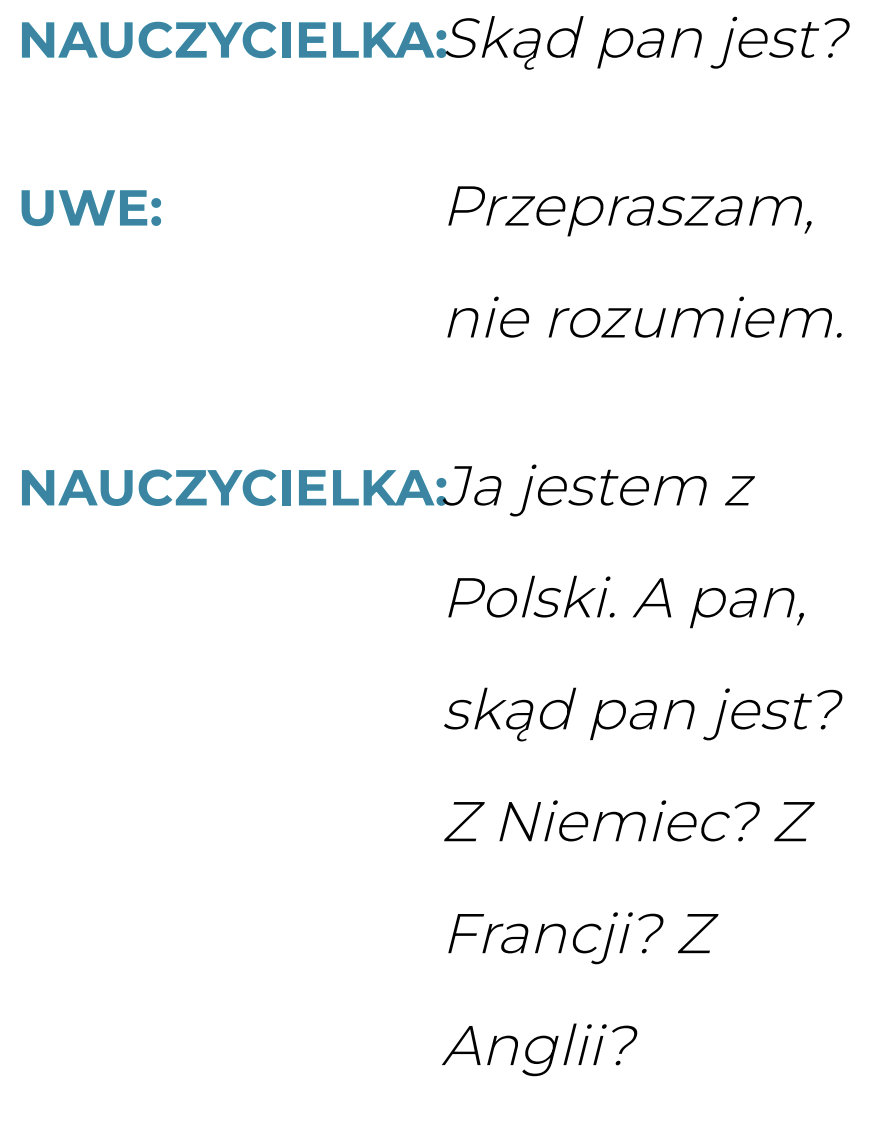 NAUCZYCIELKA: Skąd pan jest?
UWE: Przepraszam,
nie rozumiem.
NAUCZYCIELKA: Ja jestem z
Polski. A pan,
skąd pan jest?
Z Niemiec? Z
Francji? Z
Anglii?